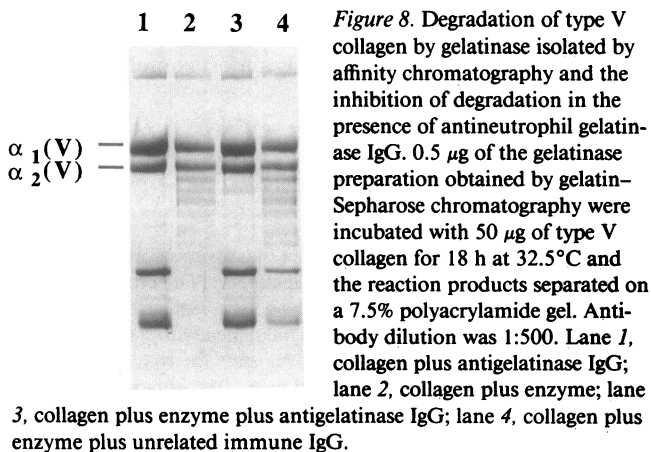 1 2 3 4
α 1(V)
α 2(V)
Figure 8. Degradation of type V
collagen by gelatinase isolated by
affinity chromatography and the
inhibition of degradation in the
presence of antineutrophil gelatin-
ase IgG. 0.5 μg of the gelatinase
preparation obtained by gelatin–
Sepharose chromatography were
incubated with 50 μg of type V
collagen for 18 h at 32.5°C and
the reaction products separated on
a 7.5% polyacrylamide gel. Anti-
body dilution was 1:500. Lane 1,
collagen plus antigelatinase IgG;
lane 2, collagen plus enzyme; lane
3, collagen plus enzyme plus antigelatinase IgG; lane 4, collagen plus
enzyme plus unrelated immune IgG.